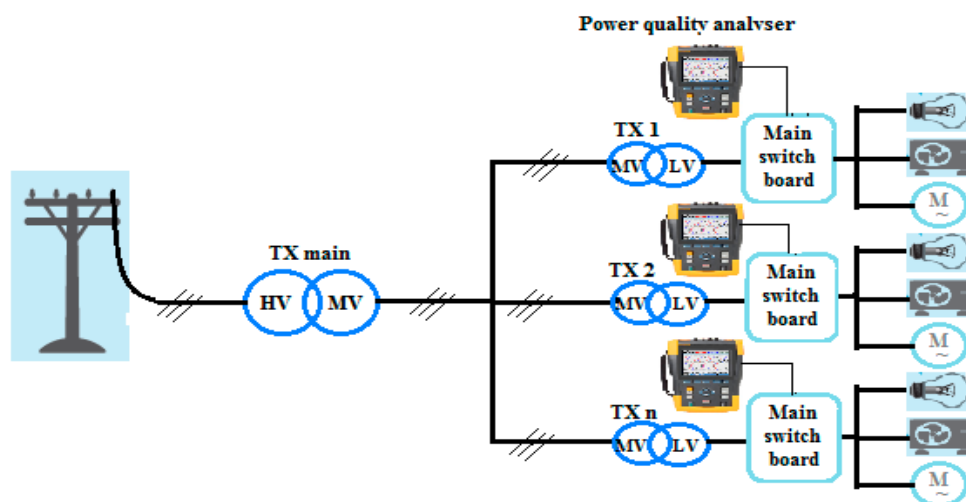 Power quality analyser
TX 1
MV
LV
Main
switch
board
M
~
TX main
HV
MV
TX 2
MV
LV
Main
switch
board
M
~
TX n
MV
LV
Main
switch
board
M
~